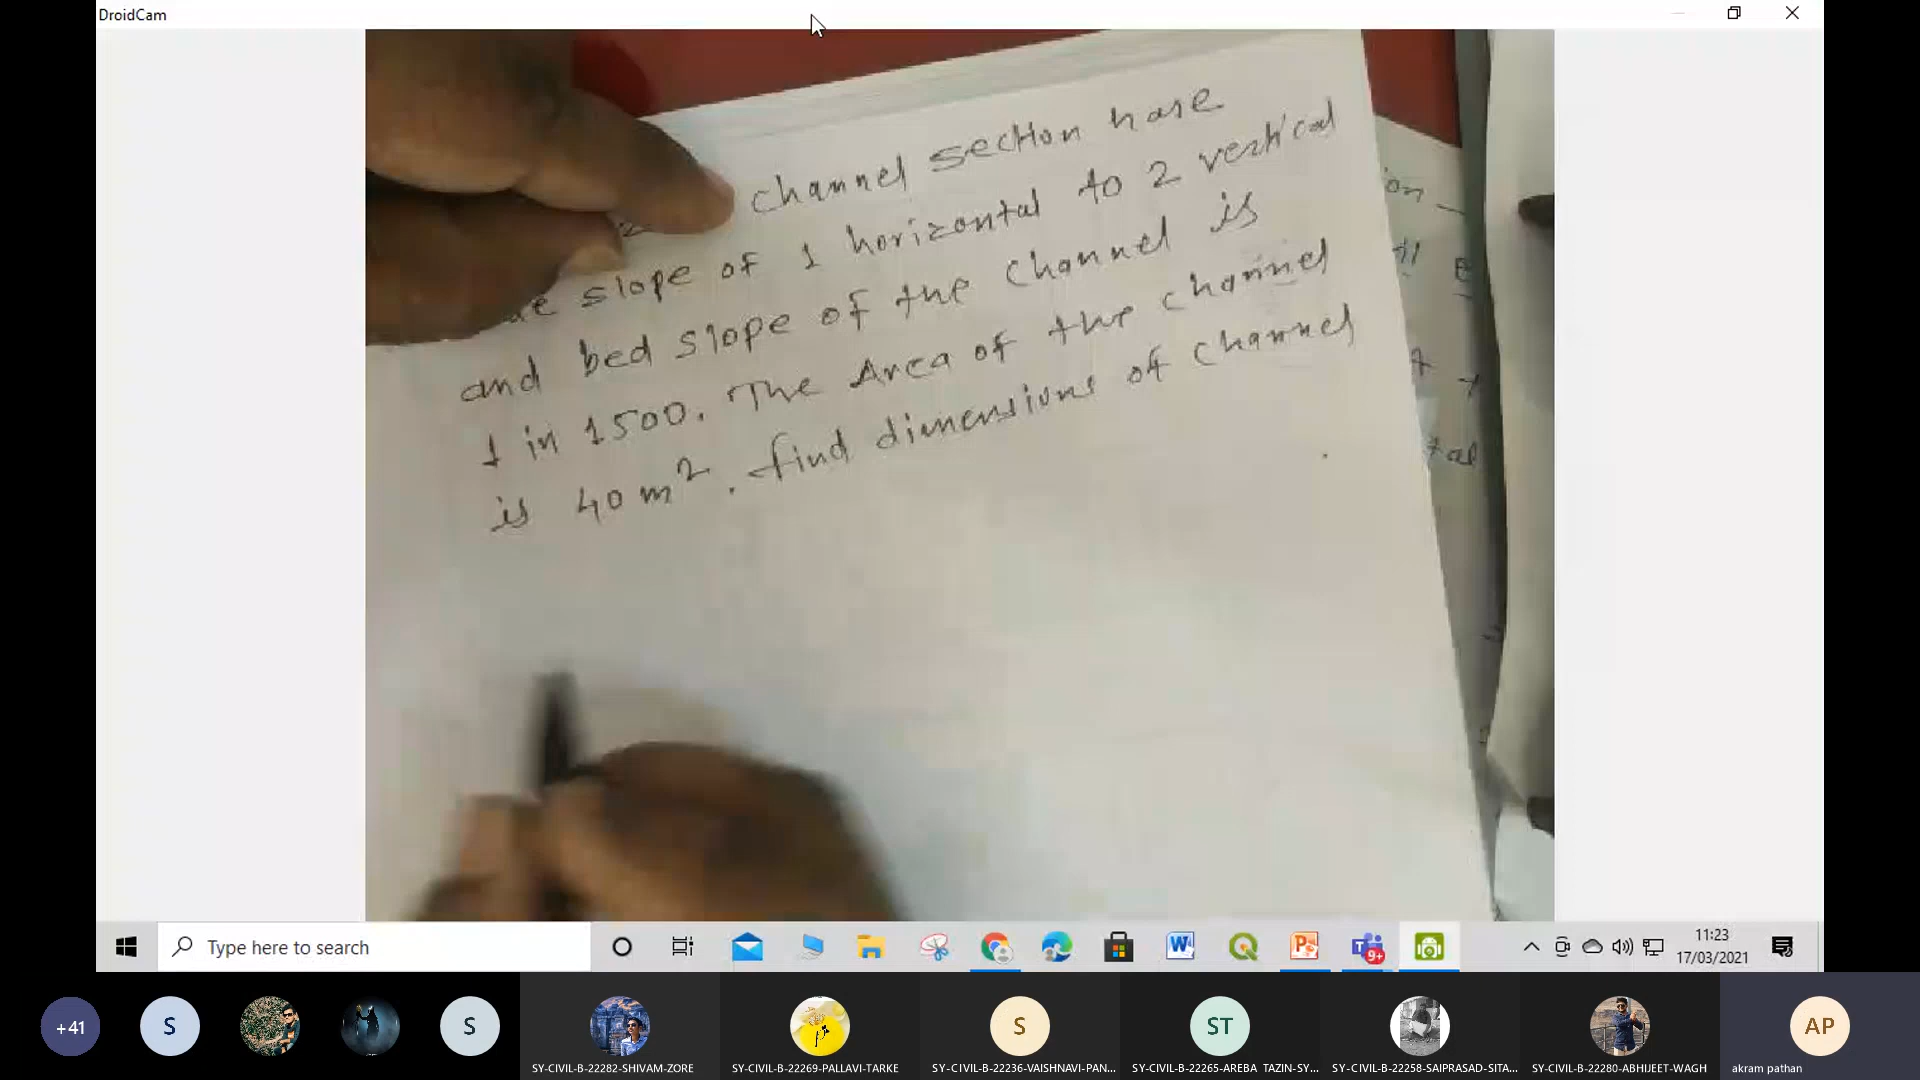 DroidCam
channel section have
slope of 1 horizontal to 2 vertical
and bed slope of the channel is
1 in 1500. The Area of the channel
is 40 m². find dimensions of channel
Type here to search
9+
11:23
17/03/2021
+41
S
S
S
ST
AP
SY-CIVIL-B-22282-SHIVAM-ZORE
SY-CIVIL-B-22269-PALLAVI-TARKE
SY-CIVIL-B-22236-VAISHNAVI-PAN...
SY-CIVIL-B-22265-AREBA TAZIN-SY...
SY-CIVIL-B-22258-SAIPRASAD-SITA...
SY-CIVIL-B-22280-ABHIJEET-WAGH
akram pathan